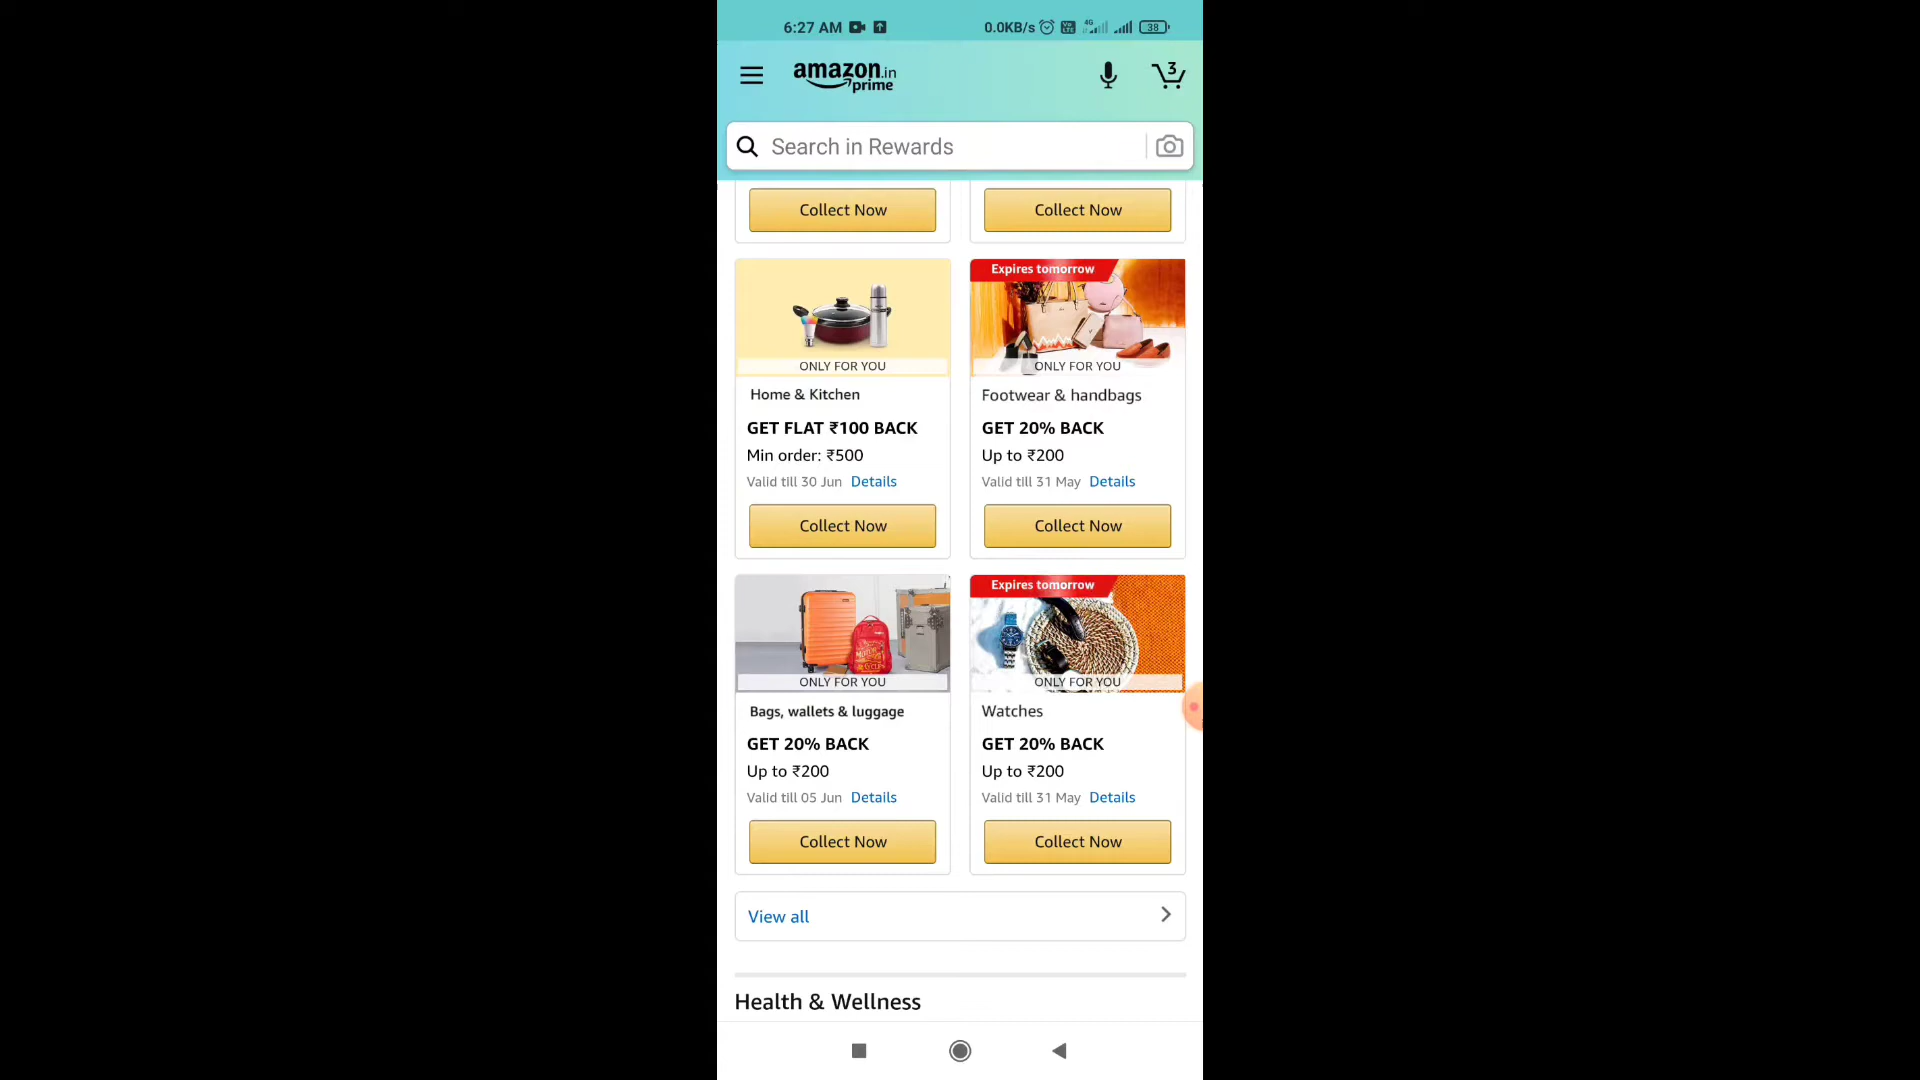 6:27 AM
0.0KB/s
4G
38
amazon.in
prime
3
Search in Rewards
Collect Now
Collect Now
ONLY FOR YOU
Home & Kitchen
GET FLAT ₹100 BACK
Min order: ₹500
Valid till 30 Jun Details
Collect Now
Expires tomorrow
ONLY FOR YOU
Footwear & handbags
GET 20% BACK
Up to ₹200
Valid till 31 May Details
Collect Now
ONLY FOR YOU
Bags, wallets & luggage
GET 20% BACK
Up to ₹200
Valid till 05 Jun Details
Collect Now
Expires tomorrow
ONLY FOR YOU
Watches
GET 20% BACK
Up to ₹200
Valid till 31 May Details
Collect Now
View all
Health & Wellness